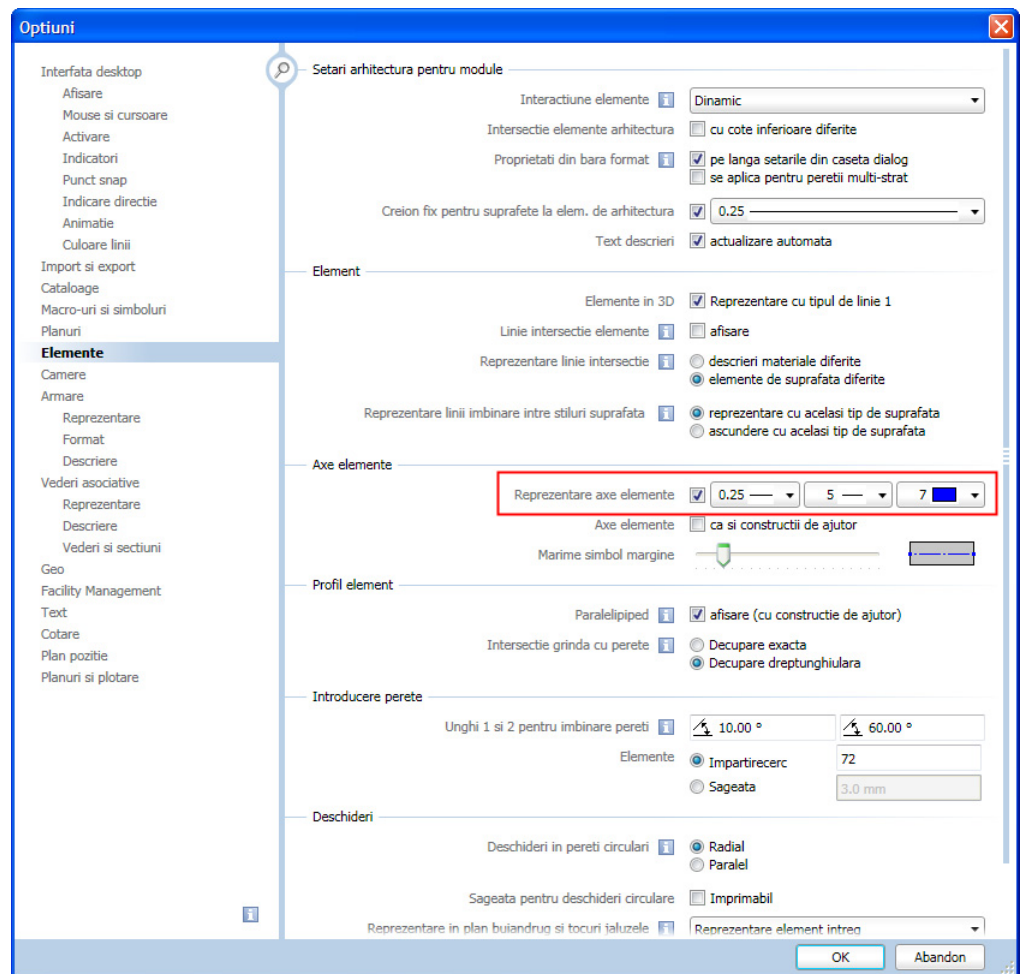 Optiuni
Interfata desktop
Afisare
Mouse si cursoare
Activare
Indicatori
Punct snap
Indicare directie
Animatie
Culoare linii
Import si export
Cataloage
Macro-uri si simboluri
Planuri
Elemente
Camere
Armare
Reprezentare
Format
Descriere
Vederi asociative
Reprezentare
Descriere
Vederi si sectiuni
Geo
Facility Management
Text
Cotare
Plan pozitie
Planuri si plotare
Setari arhitectura pentru module
Interactiune elemente Dinamic
Intersectie elemente arhitectura cu cote inferioare diferite
Proprietati din bara format pe langa setarile din caseta dialog
se aplica pentru peretii multi-strat
Creion fix pentru suprafete la elem. de arhitectura 0.25
Text descrieri actualizare automata
Element
Elemente in 3D Reprezentare cu tipul de linie 1
Linie intersectie elemente afisare
Reprezentare linie intersectie descrieri materiale diferite
elemente de suprafata diferite
Reprezentare linii imbinare intre stiluri suprafata reprezentare cu acelasi tip de suprafata
ascundere cu acelasi tip de suprafata
Axe elemente
Reprezentare axe elemente 0.25 5 7
Axe elemente ca si constructii de ajutor
Marime simbol margine
Profil element
Paralelipiped afisare (cu constructie de ajutor)
Intersectie grinda cu perete Decupare exacta
Decupare dreptunghiulara
Introducere perete
Unghi 1 si 2 pentru imbinare pereti 10.00 ° 60.00 °
Elemente Impartirecerc 72
Sageata 3.0 mm
Deschideri
Deschideri in pereti circulari Radial
Paralel
Sageata pentru deschideri circulare Imprimabil
Reprezentare in plan buiandrug si tocuri jaluzele Reprezentare element intreg
OK Abandon